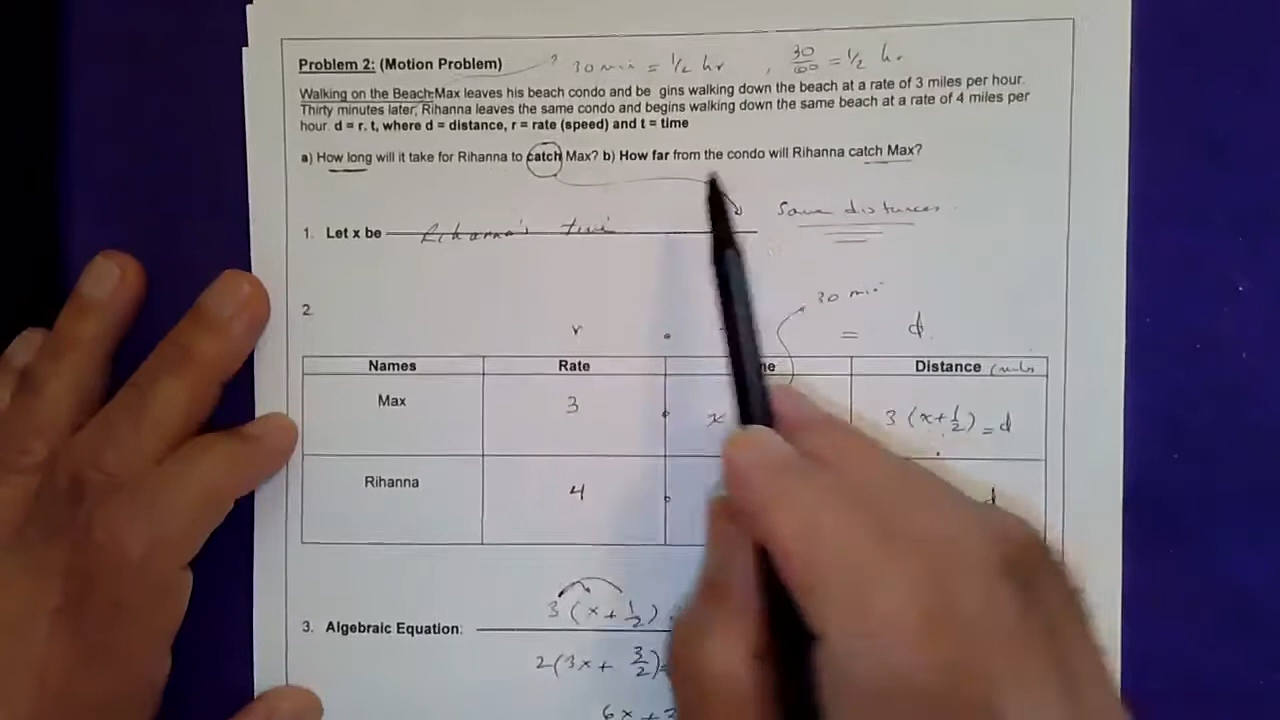 Problem 2: (Motion Problem) ? 30 min = 1/2 hr , 30/60 = 1/2 hr
Walking on the Beach:Max leaves his beach condo and be gins walking down the beach at a rate of 3 miles per hour.
Thirty minutes later, Rihanna leaves the same condo and begins walking down the same beach at a rate of 4 miles per
hour. d = r. t, where d = distance, r = rate (speed) and t = time
a) How long will it take for Rihanna to catch Max? b) How far from the condo will Rihanna catch Max?
Same distances
1. Let x be Rihanna's time
30 min
2.
r . = d
Names Rate Distance
Max 3 x 3 (x+1/2) = d
Rihanna 4 d
3. Algebraic Equation: 3 (x + 1/2)
2(3x + 3/2) =
6x +